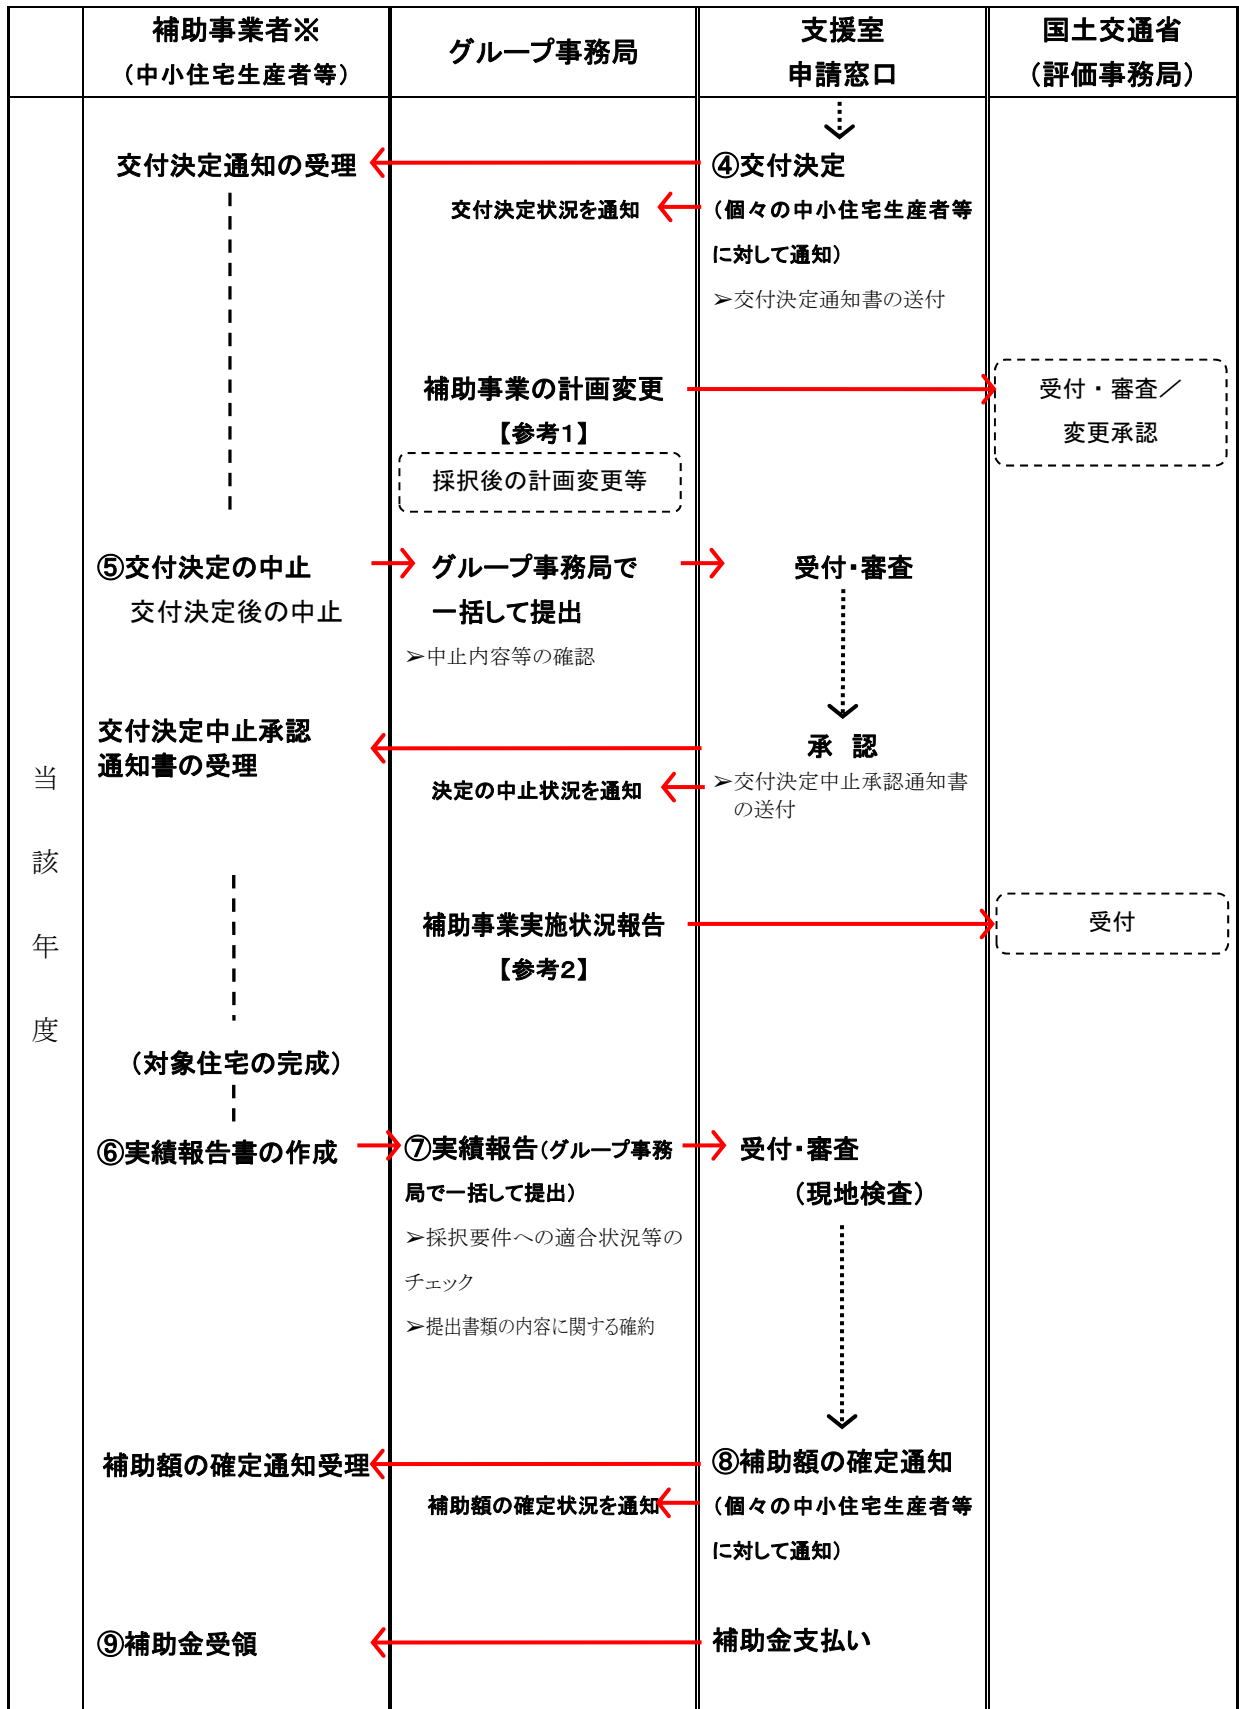 補助事業者※
（中小住宅生産者等）
グループ事務局
支援室
申請窓口
国土交通省
（評価事務局）
当該年度
交付決定通知の受理
④交付決定
交付決定状況を通知
（個々の中小住宅生産者等
に対して通知）
➢交付決定通知書の送付
補助事業の計画変更
【参考１】
採択後の計画変更等
受付・審査／
変更承認
⑤交付決定の中止
交付決定後の中止
グループ事務局で
一括して提出
➢中止内容等の確認
受付・審査
交付決定中止承認
通知書の受理
承　認
決定の中止状況を通知
➢交付決定中止承認通知書
の送付
補助事業実施状況報告
【参考２】
受付
（対象住宅の完成）
⑥実績報告書の作成
⑦実績報告（グループ事務
局で一括して提出）
➢採択要件への適合状況等の
チェック
➢提出書類の内容に関する確約
受付・審査
（現地検査）
補助額の確定通知受理
⑧補助額の確定通知
補助額の確定状況を通知
（個々の中小住宅生産者等
に対して通知）
⑨補助金受領
補助金支払い